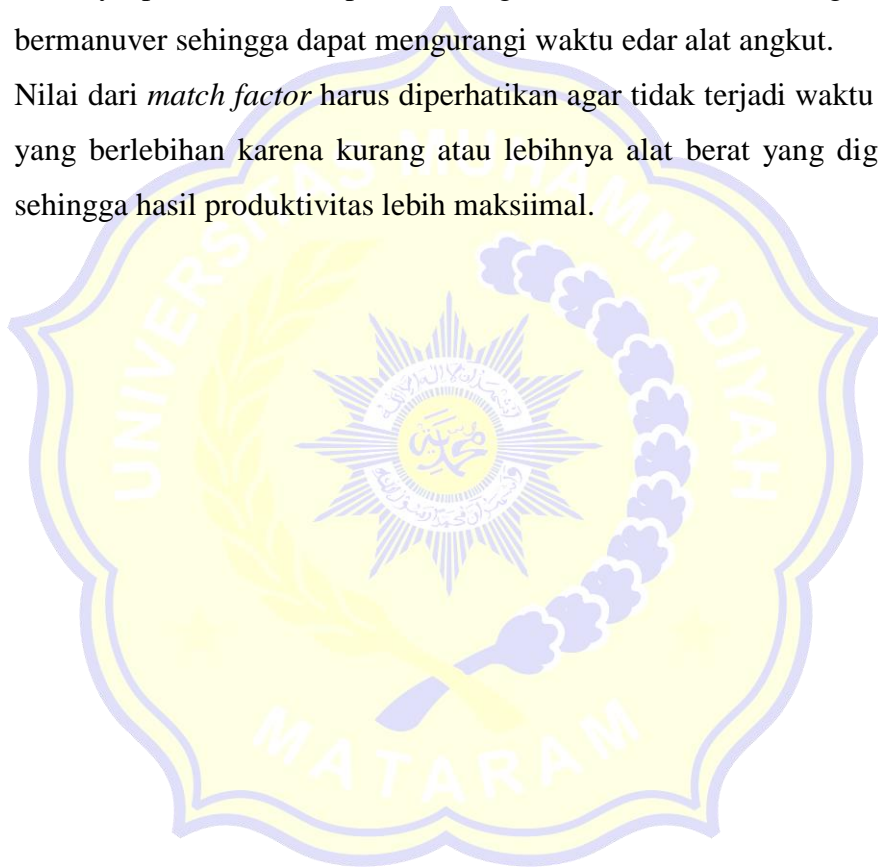 bermanuver sehingga dapat mengurangi waktu edar alat angkut.
Nilai dari match factor harus diperhatikan agar tidak terjadi waktu
yang berlebihan karena kurang atau lebihnya alat berat yang dig
sehingga hasil produktivitas lebih maksiimal.
UNIVERSITAS MUHAMMADIYAH
MATARAM